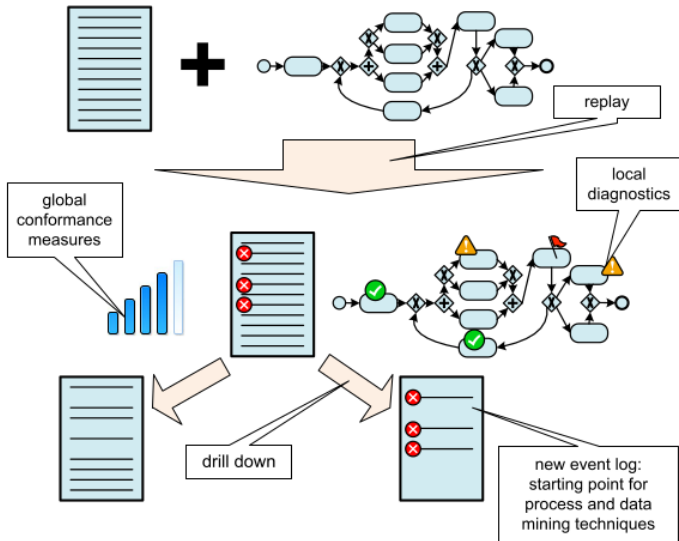 replay
global
conformance
measures
local
diagnostics
drill down
new event log:
starting point for
process and data
mining techniques